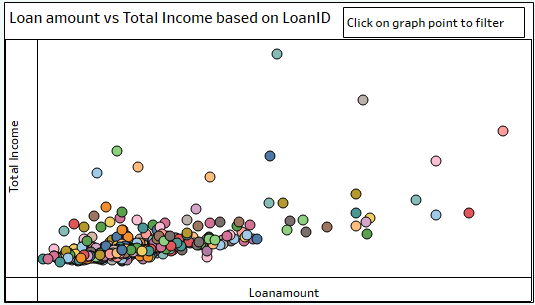 Loan amount vs Total Income based on LoanID
Click on graph point to filter
Total Income
Loanamount